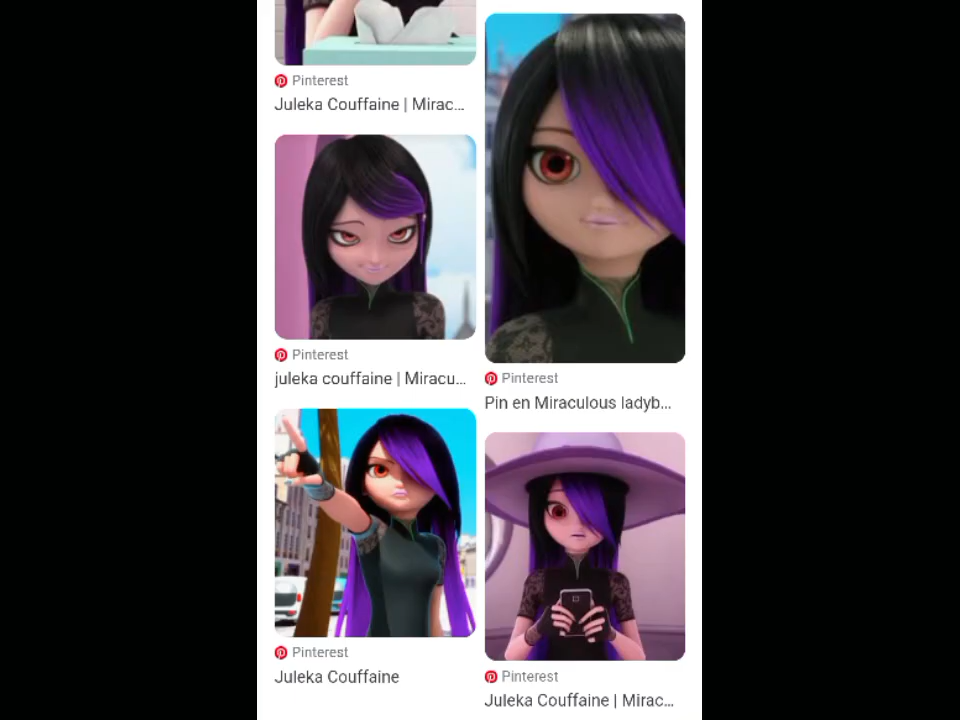 Pinterest
Juleka Couffaine | Mirac...
Pinterest
juleka couffaine | Miracu...
Pinterest
Juleka Couffaine
Pinterest
Pin en Miraculous ladyb...
Pinterest
Juleka Couffaine | Mirac...